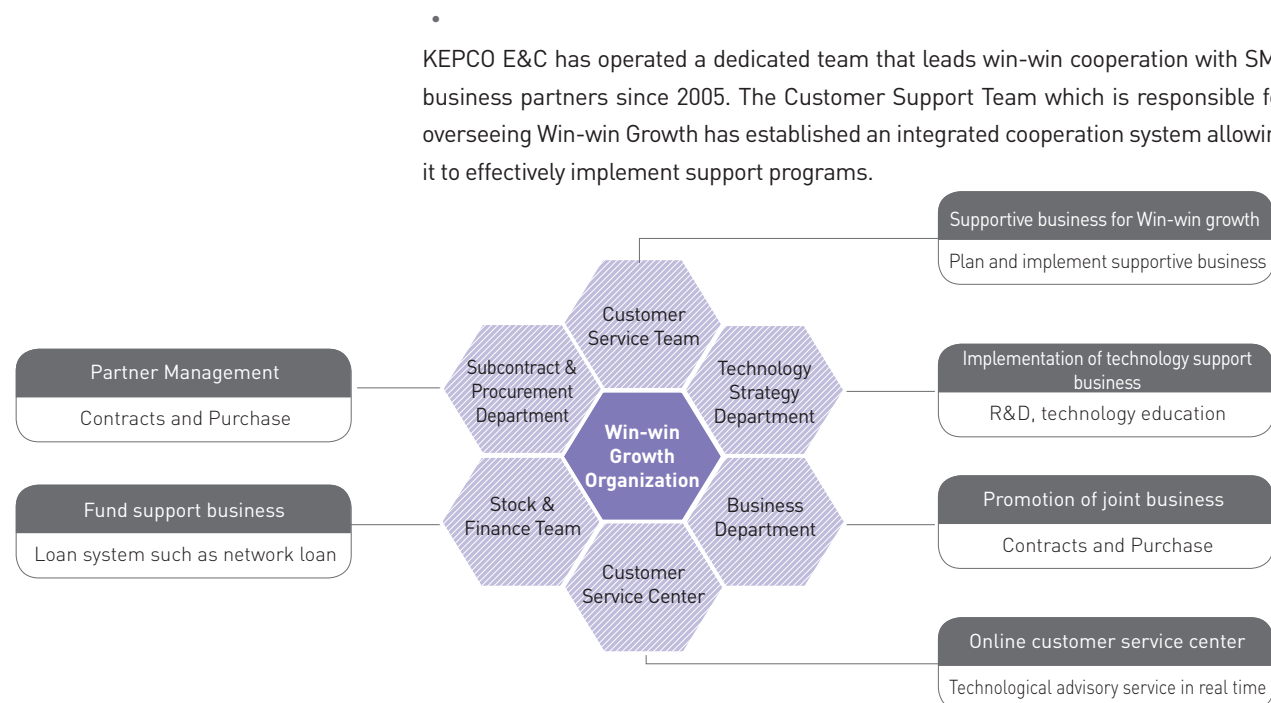 KEPCO E&C has operated a dedicated team that leads win-win cooperation with
business partners since 2005. The Customer Support Team which is responsible
overseeing Win-win Growth has established an integrated cooperation system
it to effectively implement support programs.
Supportive business for Win-win growth
Plan and implement supportive business
Customer
Service Team
Partner Management
Contracts and Purchase
Subcontract &
Procurement
Department
Technology
Strategy
Department
Implementation of technology support
business
R&D, technology education
Win-win
Growth
Organization
Fund support business
Loan system such as network loan
Stock &
Finance Team
Business
Department
Promotion of joint business
Contracts and Purchase
Customer
Service Center
Online customer service center
Technological advisory service in real time